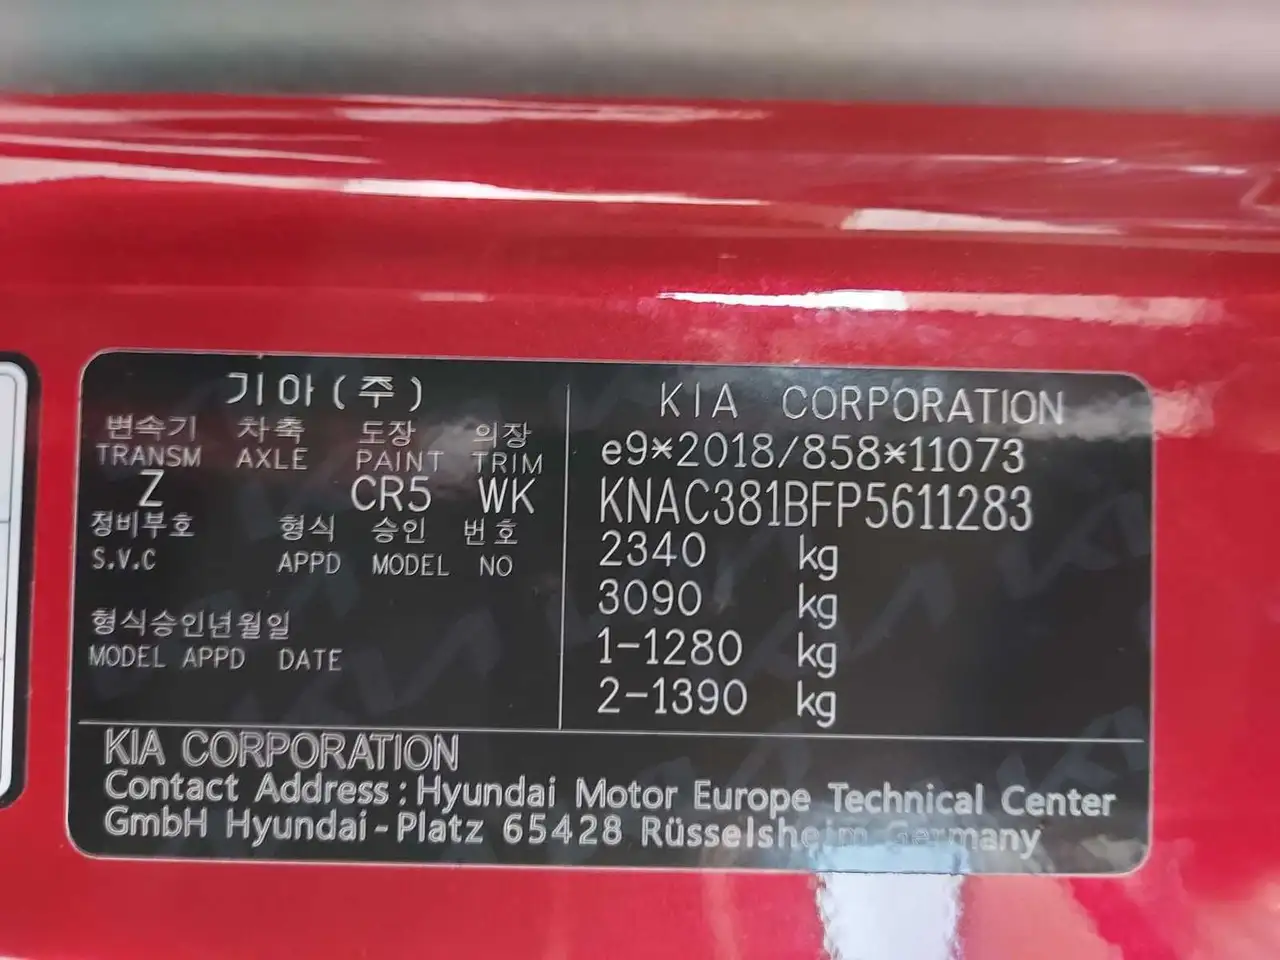 기아(주)
변속기 차축 도장 의장
TRANSM AXLE PAINT TRIM
Z CR5 WK
정비부호 형식 승인 번호
S.V.C APPD MODEL NO
형식승인년월일
MODEL APPD DATE
KIA CORPORATION
e9*2018/858*11073
KNAC381BFP5611283
2340 kg
3090 kg
1-1280 kg
2-1390 kg
KIA CORPORATION
Contact Address : Hyundai Motor Europe Technical Center
GmbH Hyundai-Platz 65428 Rüsselsheim Germany